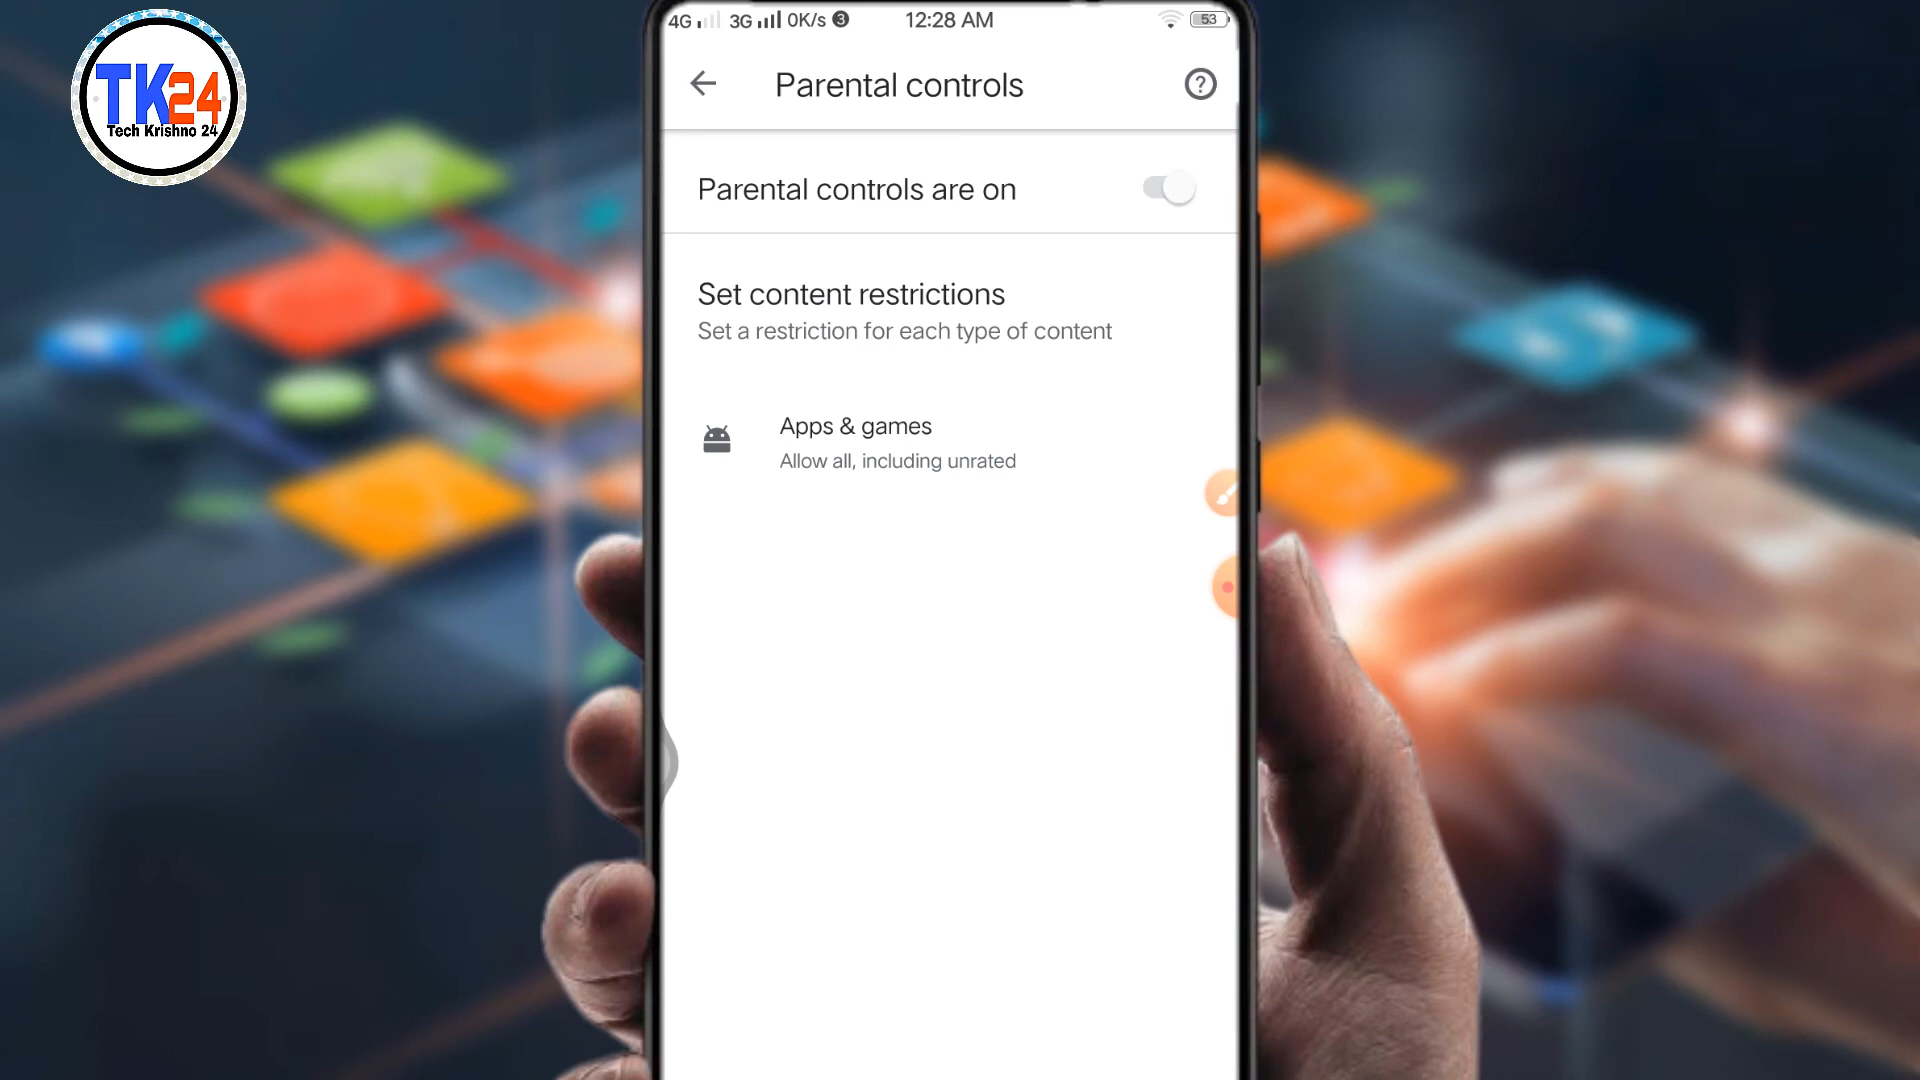 TK24
Tech Krishno 24
4G 3G 0K/s 3 12:28 AM 53
Parental controls ?
Parental controls are on
Set content restrictions
Set a restriction for each type of content
Apps & games
Allow all, including unrated